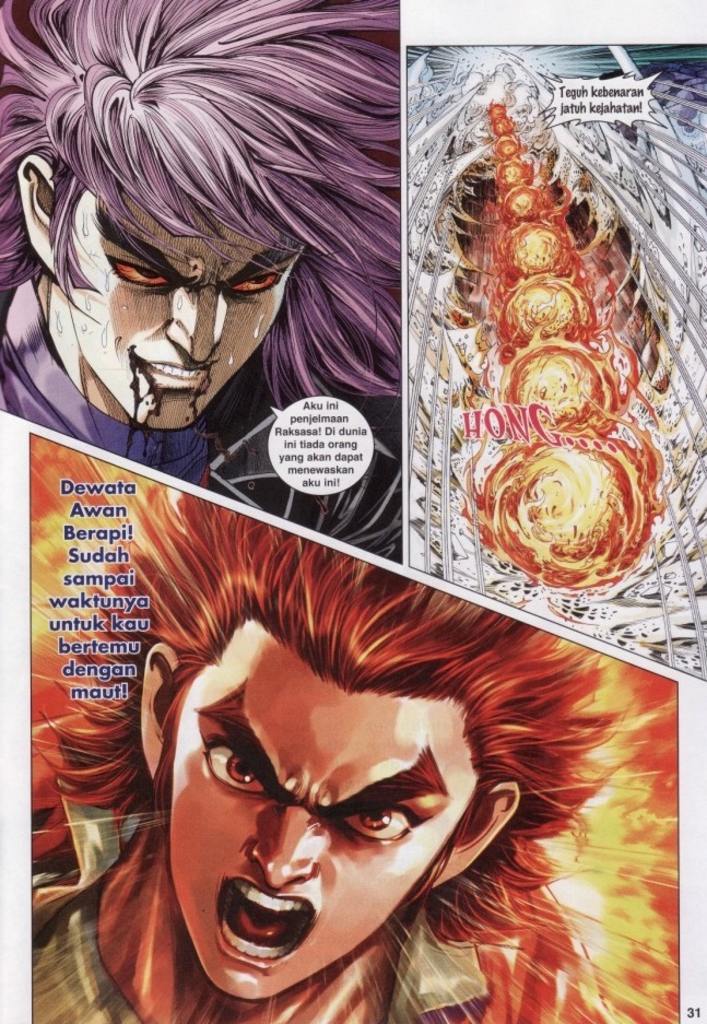 Aku ini
penjelmaan
Raksasa! Di dunia
ini tiada orang
yang akan dapat
menewaskan
aku ini!
Teguh kebenaran
jatuh kejahatan!
HONG......
Dewata
Awan
Berapi!
Sudah
sampai
waktunya
untuk kau
bertemu
dengan
maut!
31